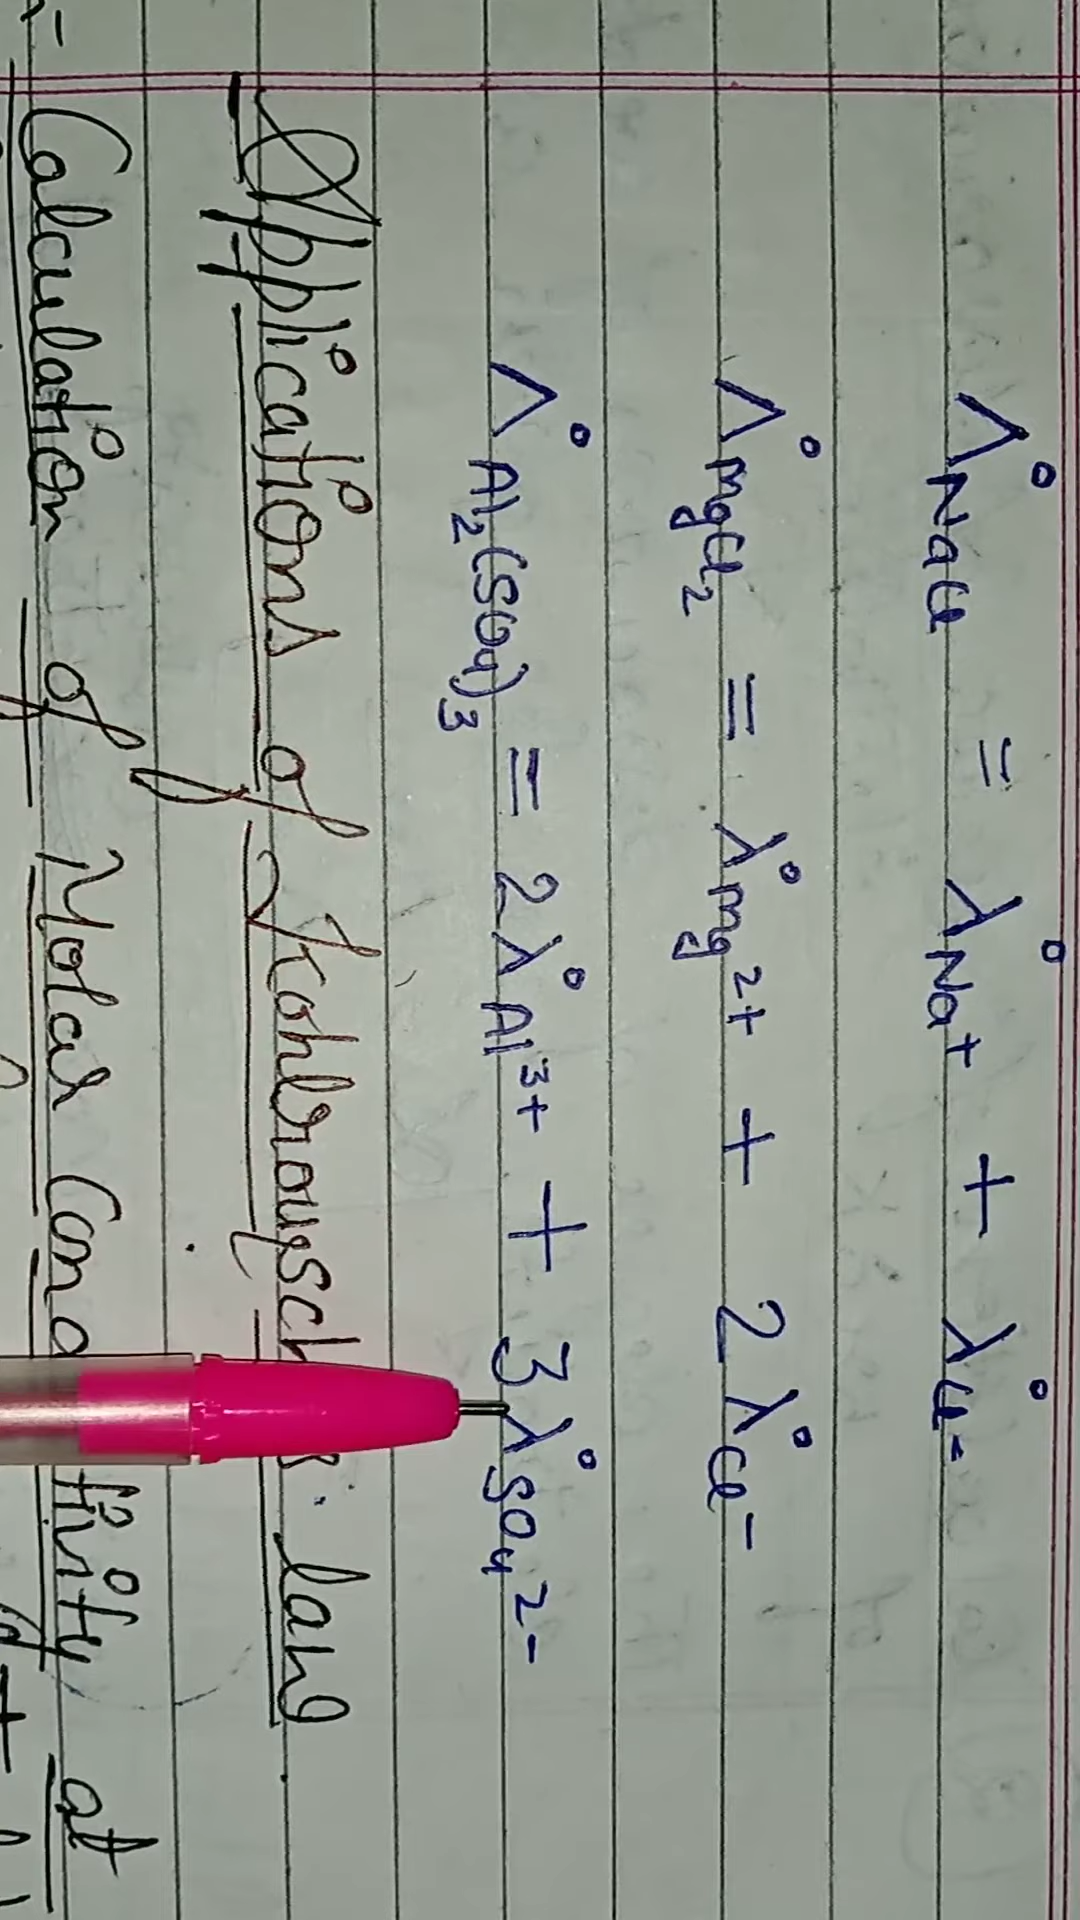 Λ°NaCl = λ°Na⁺ + λ°Cl⁻
Λ°MgCl₂ = λ°Mg²⁺ + 2λ°Cl⁻
Λ°Al₂(SO₄)₃ = 2λ°Al³⁺ + 3λ°SO₄²⁻
Applications of Kohlrausch's law
Calculation of Molar at